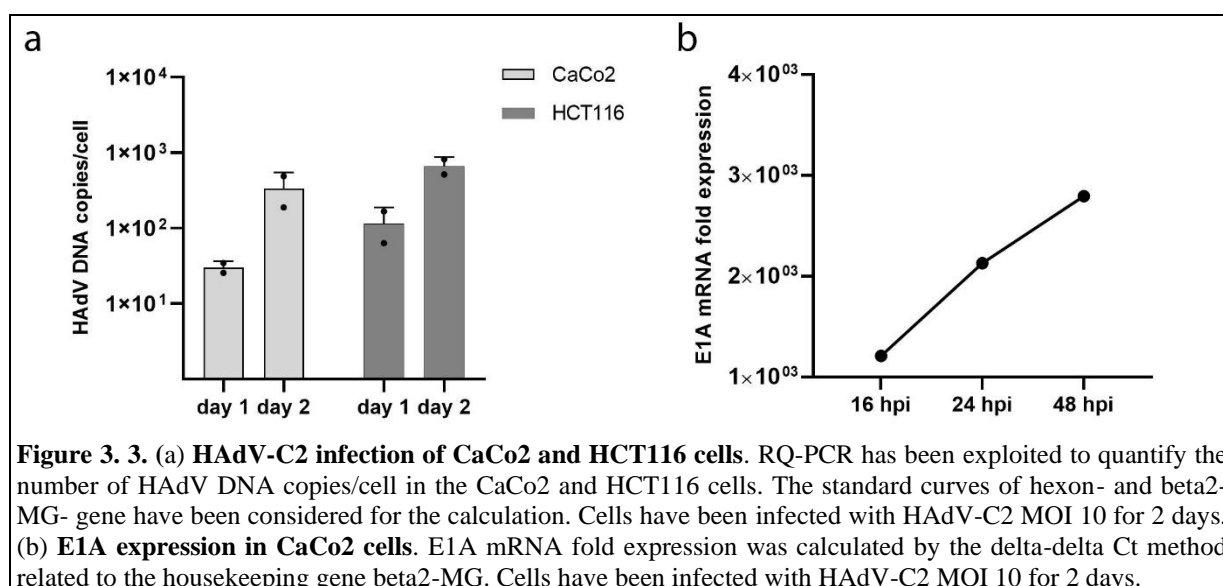 a
HAdV DNA copies/cell
1×10⁴
1×10³
1×10²
1×10¹
day 1 day 2 day 1 day 2
CaCo2
HCT116
b
E1A mRNA fold expression
4×10⁰³
3×10⁰³
2×10⁰³
1×10⁰³
16 hpi 24 hpi 48 hpi
Figure 3. 3. (a) HAdV-C2 infection of CaCo2 and HCT116 cells. RQ-PCR has been exploited to quantify the
number of HAdV DNA copies/cell in the CaCo2 and HCT116 cells. The standard curves of hexon- and beta2-
MG- gene have been considered for the calculation. Cells have been infected with HAdV-C2 MOI 10 for 2 days.
(b) E1A expression in CaCo2 cells. E1A mRNA fold expression was calculated by the delta-delta Ct method
related to the housekeeping gene beta2-MG. Cells have been infected with HAdV-C2 MOI 10 for 2 days.